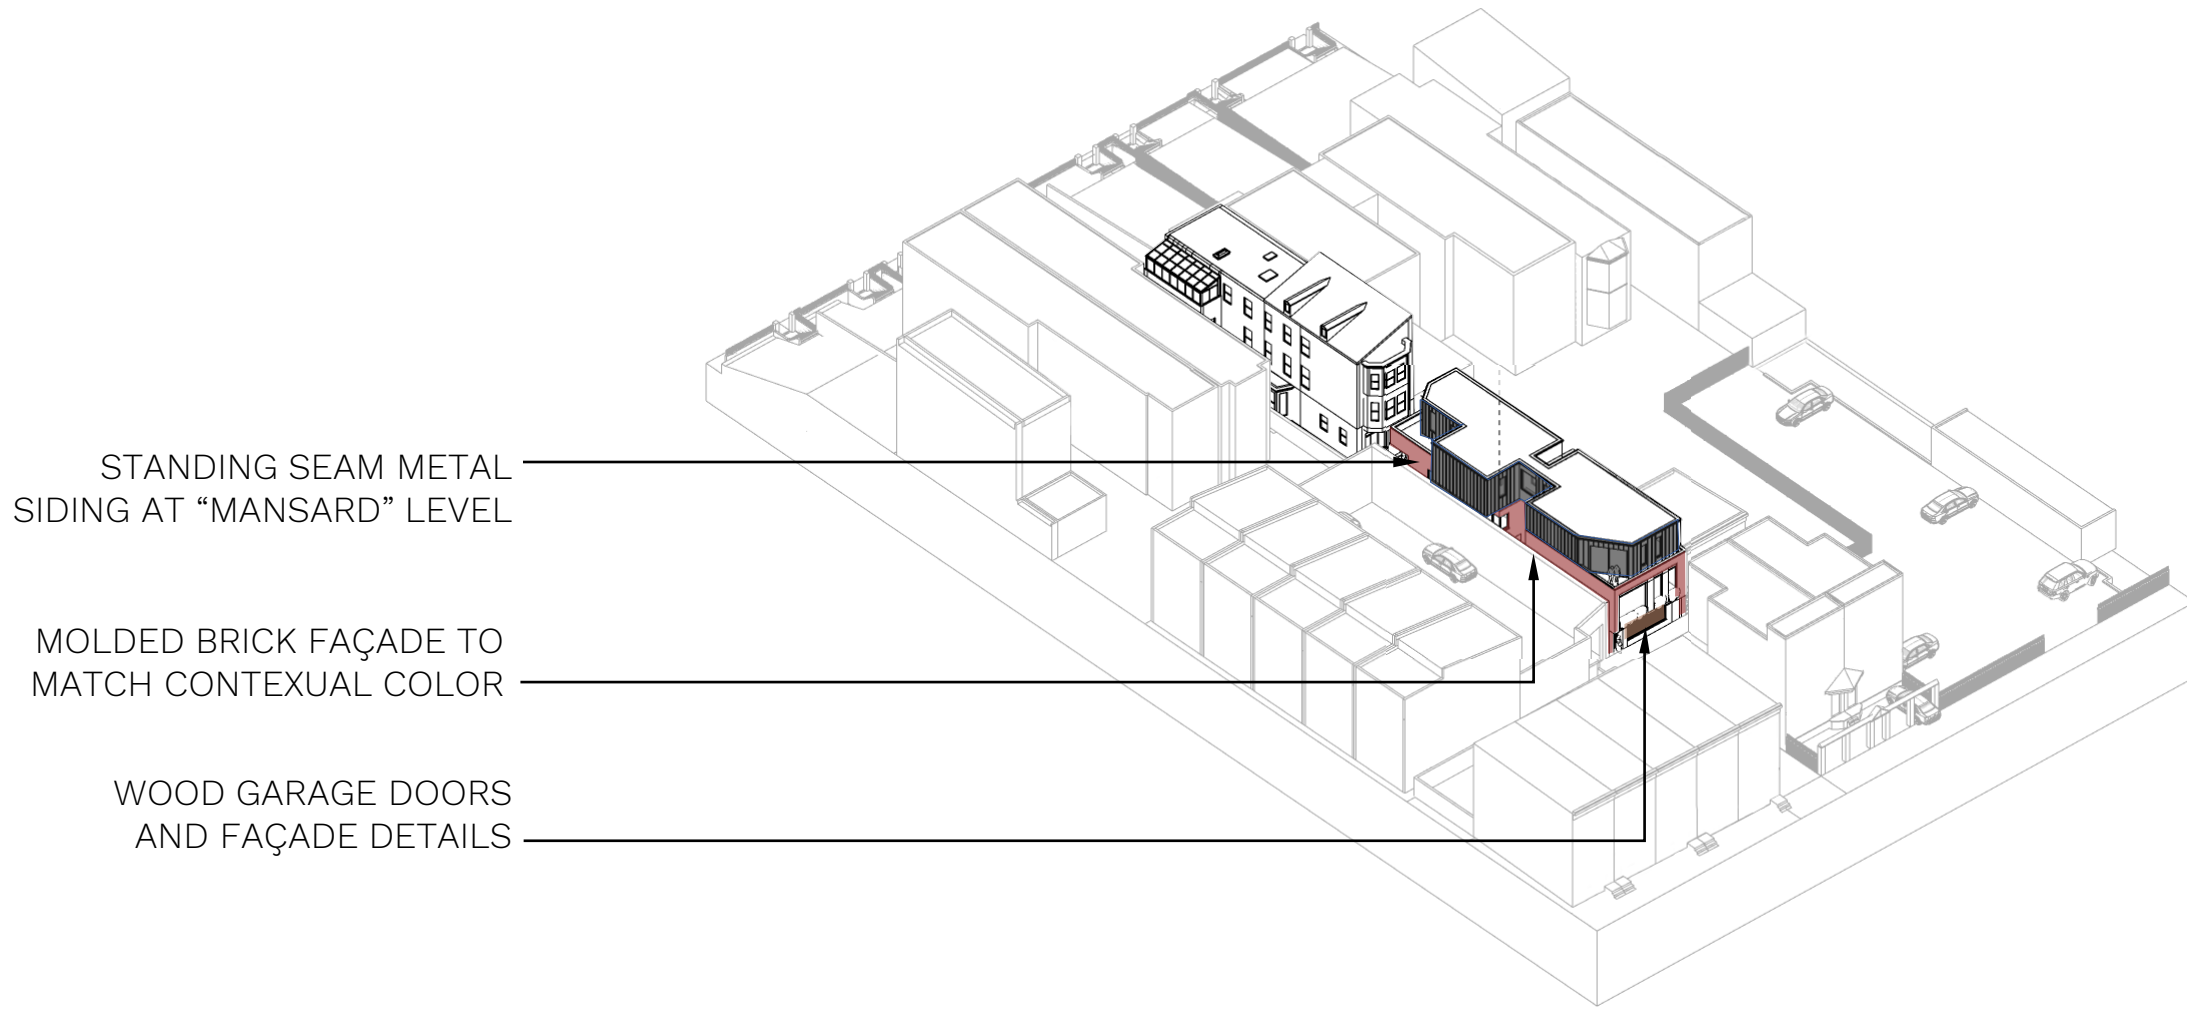 STANDING SEAM METAL
SIDING AT “MANSARD” LEVEL
MOLDED BRICK FAÇADE TO
MATCH CONTEXUAL COLOR
WOOD GARAGE DOORS
AND FAÇADE DETAILS